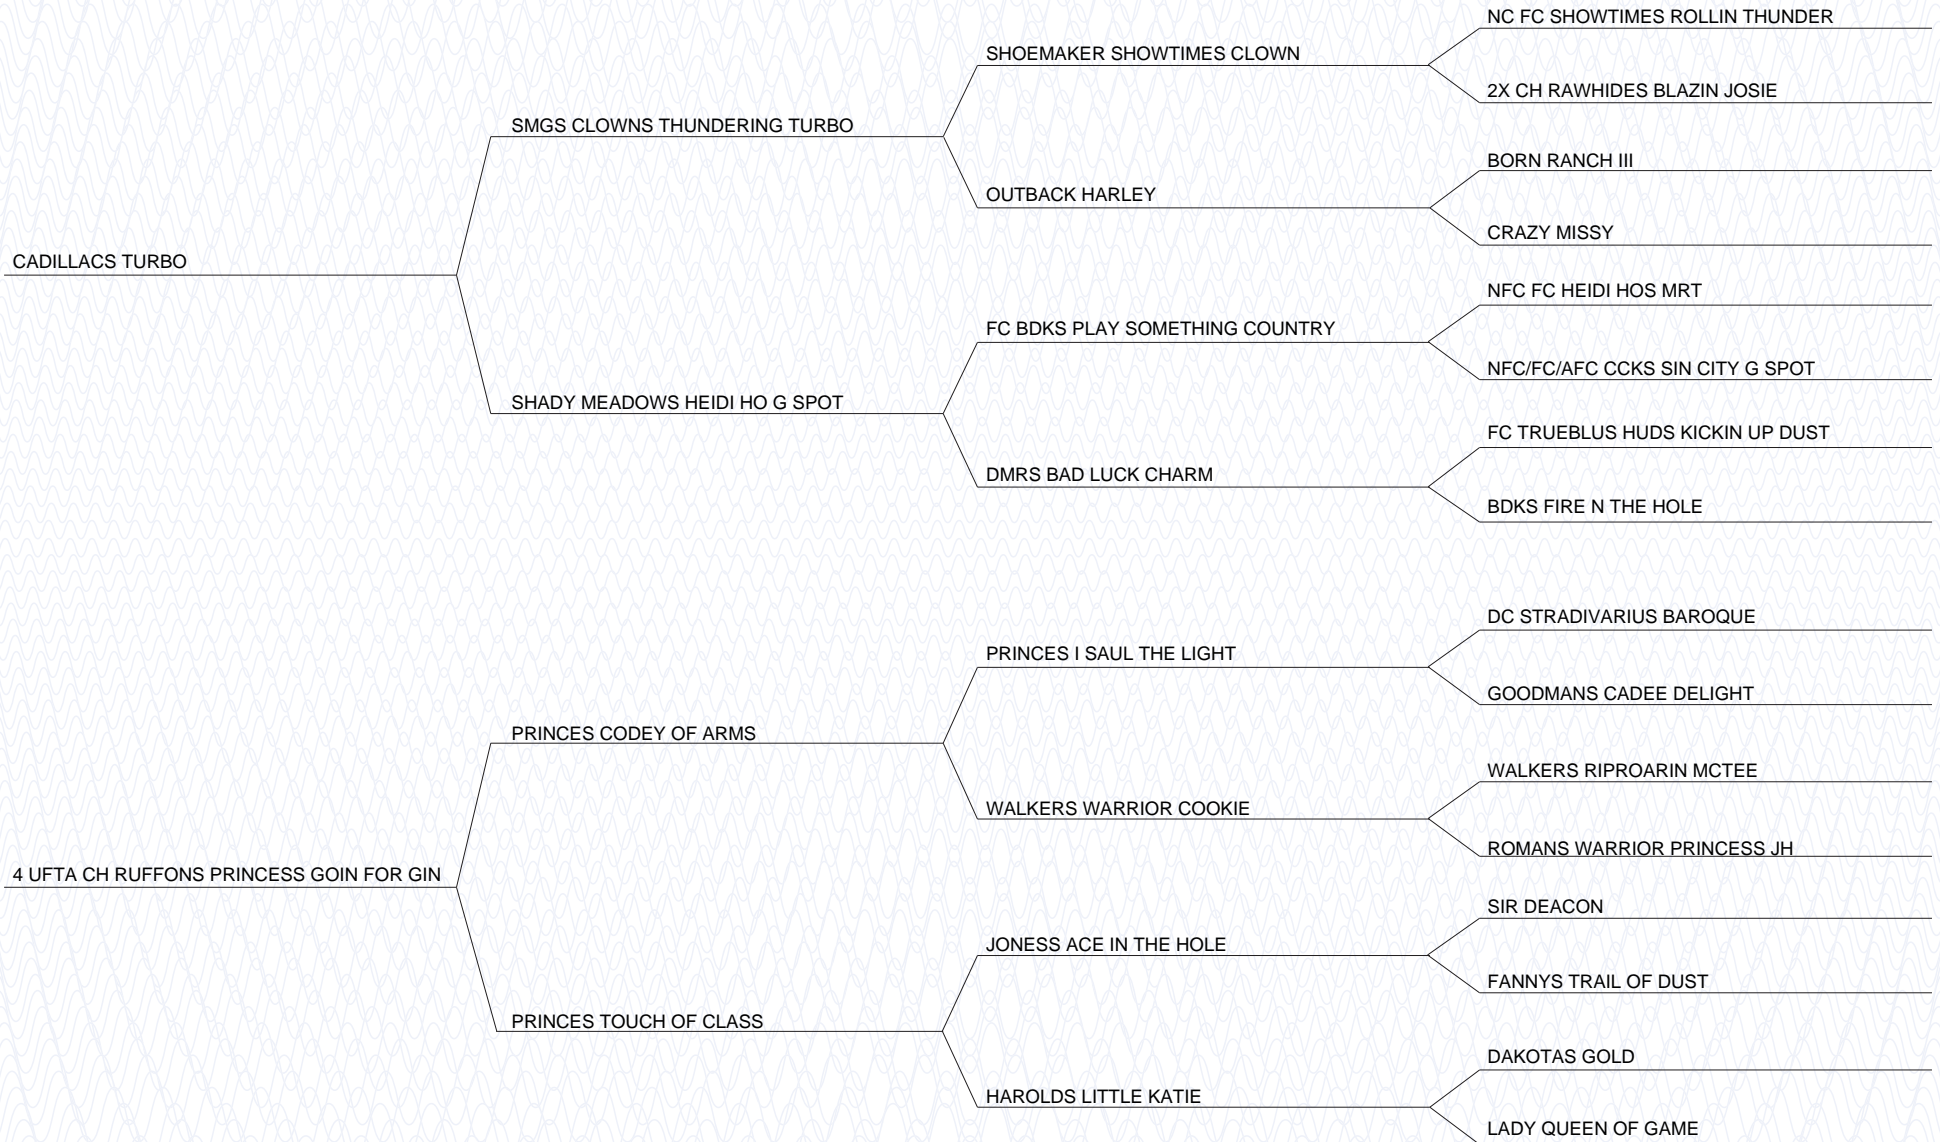 NC FC SHOWTIMES ROLLIN THUNDER
SHOEMAKER SHOWTIMES CLOWN
2X CH RAWHIDES BLAZIN JOSIE
SMGS CLOWNS THUNDERING TURBO
BORN RANCH III
OUTBACK HARLEY
CRAZY MISSY
CADILLACS TURBO
NFC FC HEIDI HOS MRT
FC BDKS PLAY SOMETHING COUNTRY
NFC/FC/AFC CCKS SIN CITY G SPOT
SHADY MEADOWS HEIDI HO G SPOT
FC TRUEBLUS HUDS KICKIN UP DUST
DMRS BAD LUCK CHARM
BDKS FIRE N THE HOLE
DC STRADIVARIUS BAROQUE
PRINCES I SAUL THE LIGHT
GOODMANS CADEE DELIGHT
PRINCES CODEY OF ARMS
WALKERS RIPROARIN MCTEE
WALKERS WARRIOR COOKIE
ROMANS WARRIOR PRINCESS JH
4 UFTA CH RUFFONS PRINCESS GOIN FOR GIN
SIR DEACON
JONESS ACE IN THE HOLE
FANNYS TRAIL OF DUST
PRINCES TOUCH OF CLASS
DAKOTAS GOLD
HAROLDS LITTLE KATIE
LADY QUEEN OF GAME